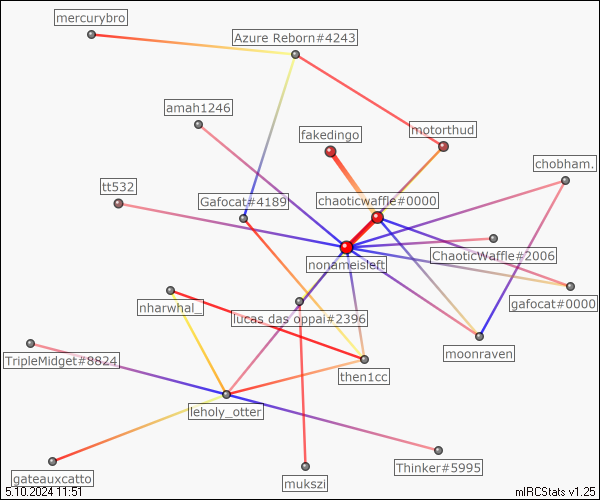 mercurybro
Azure Reborn#4243
amah1246
fakedingo
motorthud
chobham.
tt532
Gafocat#4189
chaoticwaffle#0000
ChaoticWaffle#2006
nonameisleft
gafocat#0000
nharwhal_
lucas das oppai#2396
moonraven
TripleMidget#8824
then1cc
leholy_otter
gateauxcatto
mukszi
Thinker#5995
5.10.2024 11:51
mIRCStats v1.25